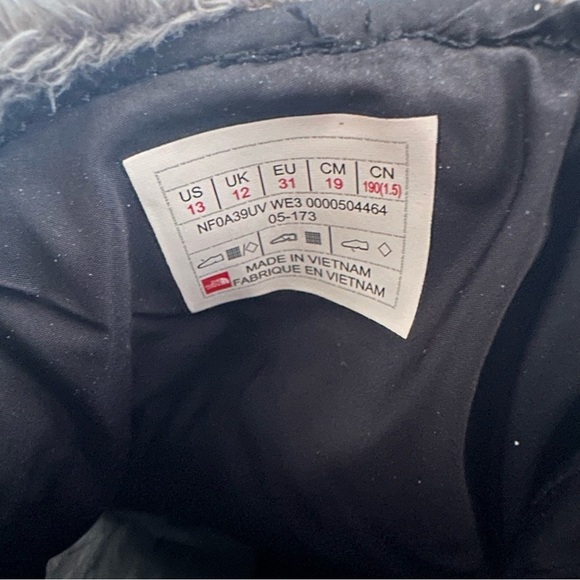 US UK EU CM CN
13 12 31 19 190(1.5)
NF0A39UV WE3 0000504464
05-173
MADE IN VIETNAM
FABRIQUE EN VIETNAM